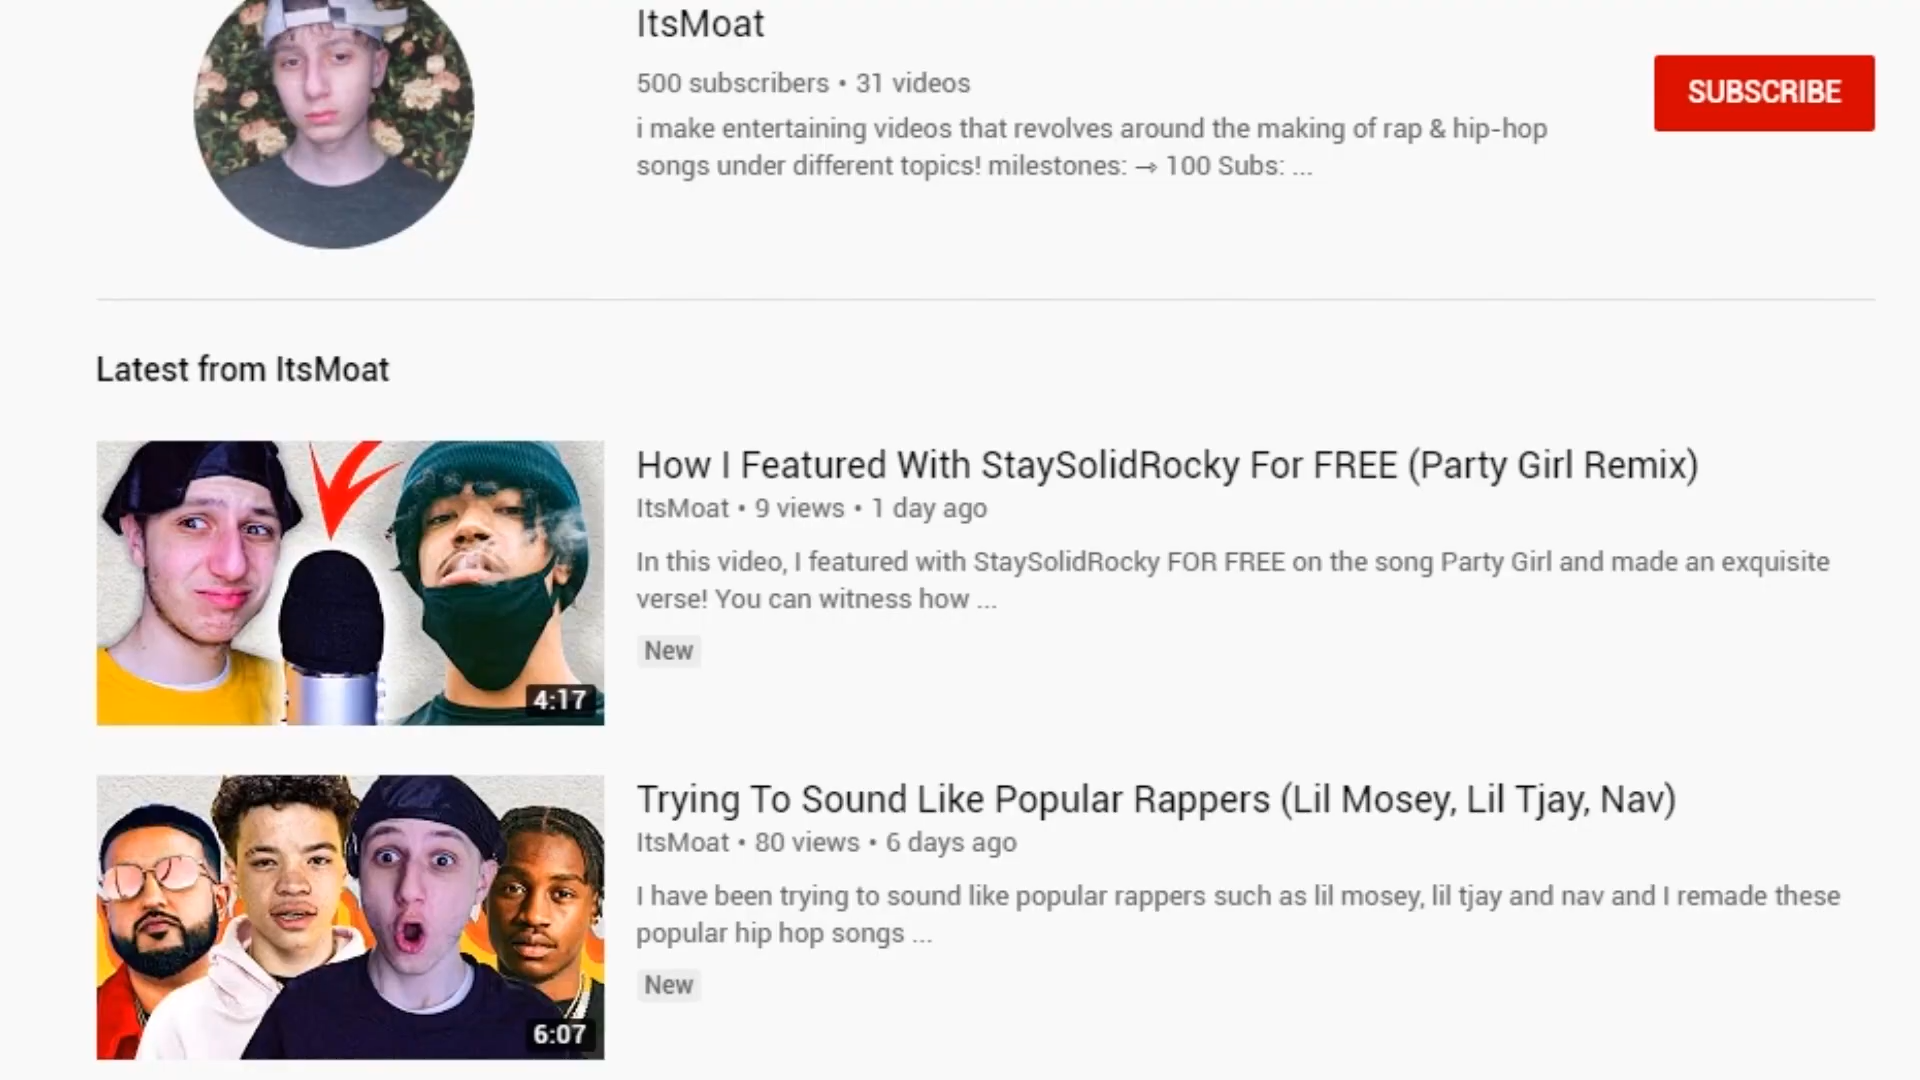 ItsMoat
500 subscribers • 31 videos
SUBSCRIBE
i make entertaining videos that revolves around the making of rap & hip-hop
songs under different topics! milestones: → 100 Subs: ...
Latest from ItsMoat
How I Featured With StaySolidRocky For FREE (Party Girl Remix)
ItsMoat • 9 views • 1 day ago
In this video, I featured with StaySolidRocky FOR FREE on the song Party Girl and made an exquisite
verse! You can witness how ...
New
4:17
Trying To Sound Like Popular Rappers (Lil Mosey, Lil Tjay, Nav)
ItsMoat • 80 views • 6 days ago
I have been trying to sound like popular rappers such as lil mosey, lil tjay and nav and I remade these
popular hip hop songs ...
New
6:07